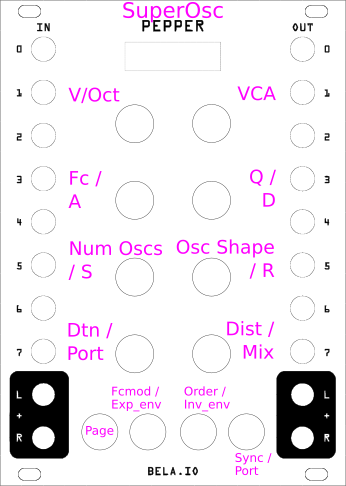 SuperOsc
PEPPER
IN
OUT
0
0
1
V/Oct
VCA
1
2
2
3
Fc /
A
Q /
D
3
4
4
Num Oscs
/ S
Osc Shape
/ R
5
5
6
6
Dtn /
Port
Dist /
Mix
7
7
L
+
R
L
+
R
Fcmod /
Exp_env
Order /
Inv_env
Page
Sync /
Port
BELA.IO